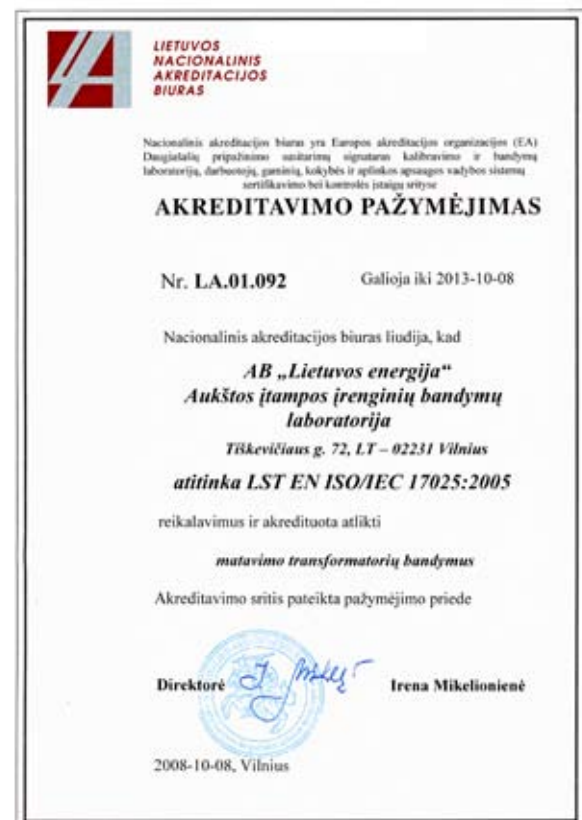 LIETUVOS
NACIONALINIS
AKREDITACIJOS
BIURAS
Nacionalinis akreditacijos biuras yra Europos akreditacijos organizacijos (EA)
Daugiašalių pripažinimo susitarimų signataras kalibravimo ir bandymų
laboratorijų, darbuotojų, gaminių, kokybės ir aplinkos apsaugos vadybos sistemų
sertifikavimo bei kontrolės įstaigų srityse
AKREDITAVIMO PAŽYMĖJIMAS
Nr. LA.01.092 Galioja iki 2013-10-08
Nacionalinis akreditacijos biuras liudija, kad
AB „Lietuvos energija“
Aukštos įtampos įrenginių bandymų
laboratorija
Tiškevičiaus g. 72, LT – 02231 Vilnius
atitinka LST EN ISO/IEC 17025:2005
reikalavimus ir akredituota atlikti
matavimo transformatorių bandymus
Akreditavimo sritis pateikta pažymėjimo priede
Direktorė Irena Mikelionienė
2008-10-08, Vilnius